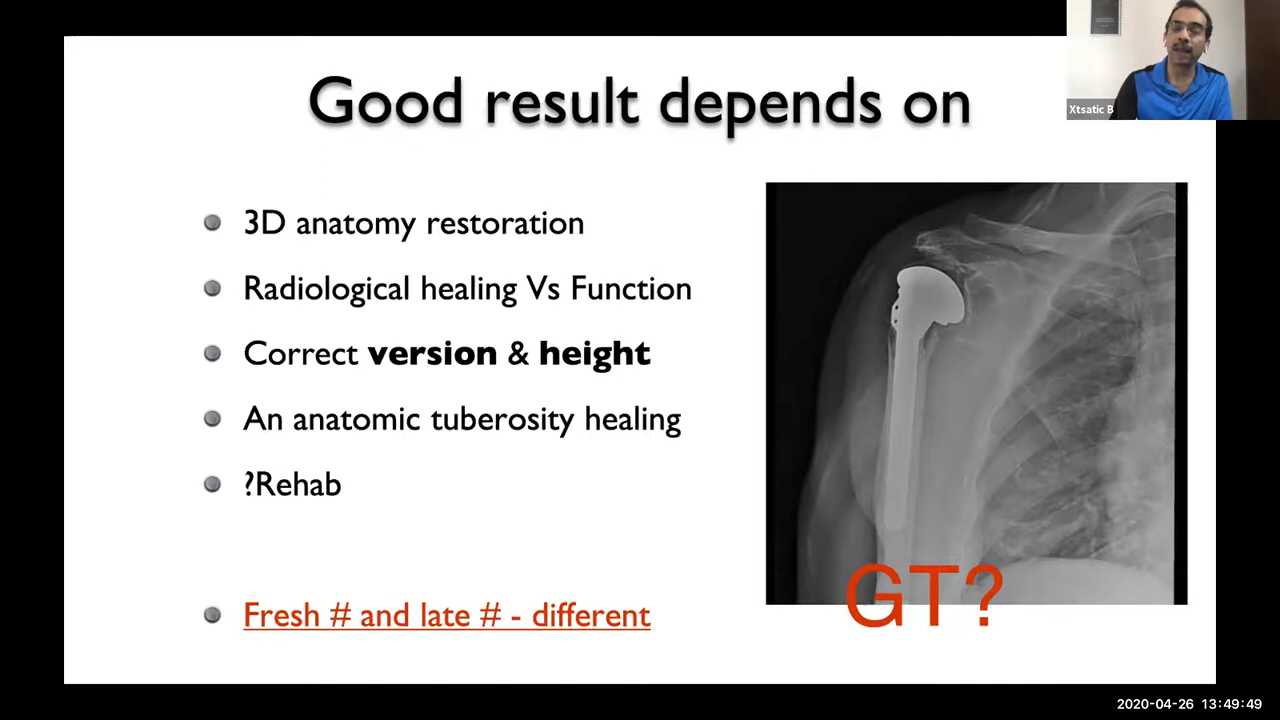 Good result depends on
Xtsatic B
3D anatomy restoration
Radiological healing Vs Function
Correct version & height
An anatomic tuberosity healing
?Rehab
Fresh # and late # - different
GT?
2020-04-26 13:49:49